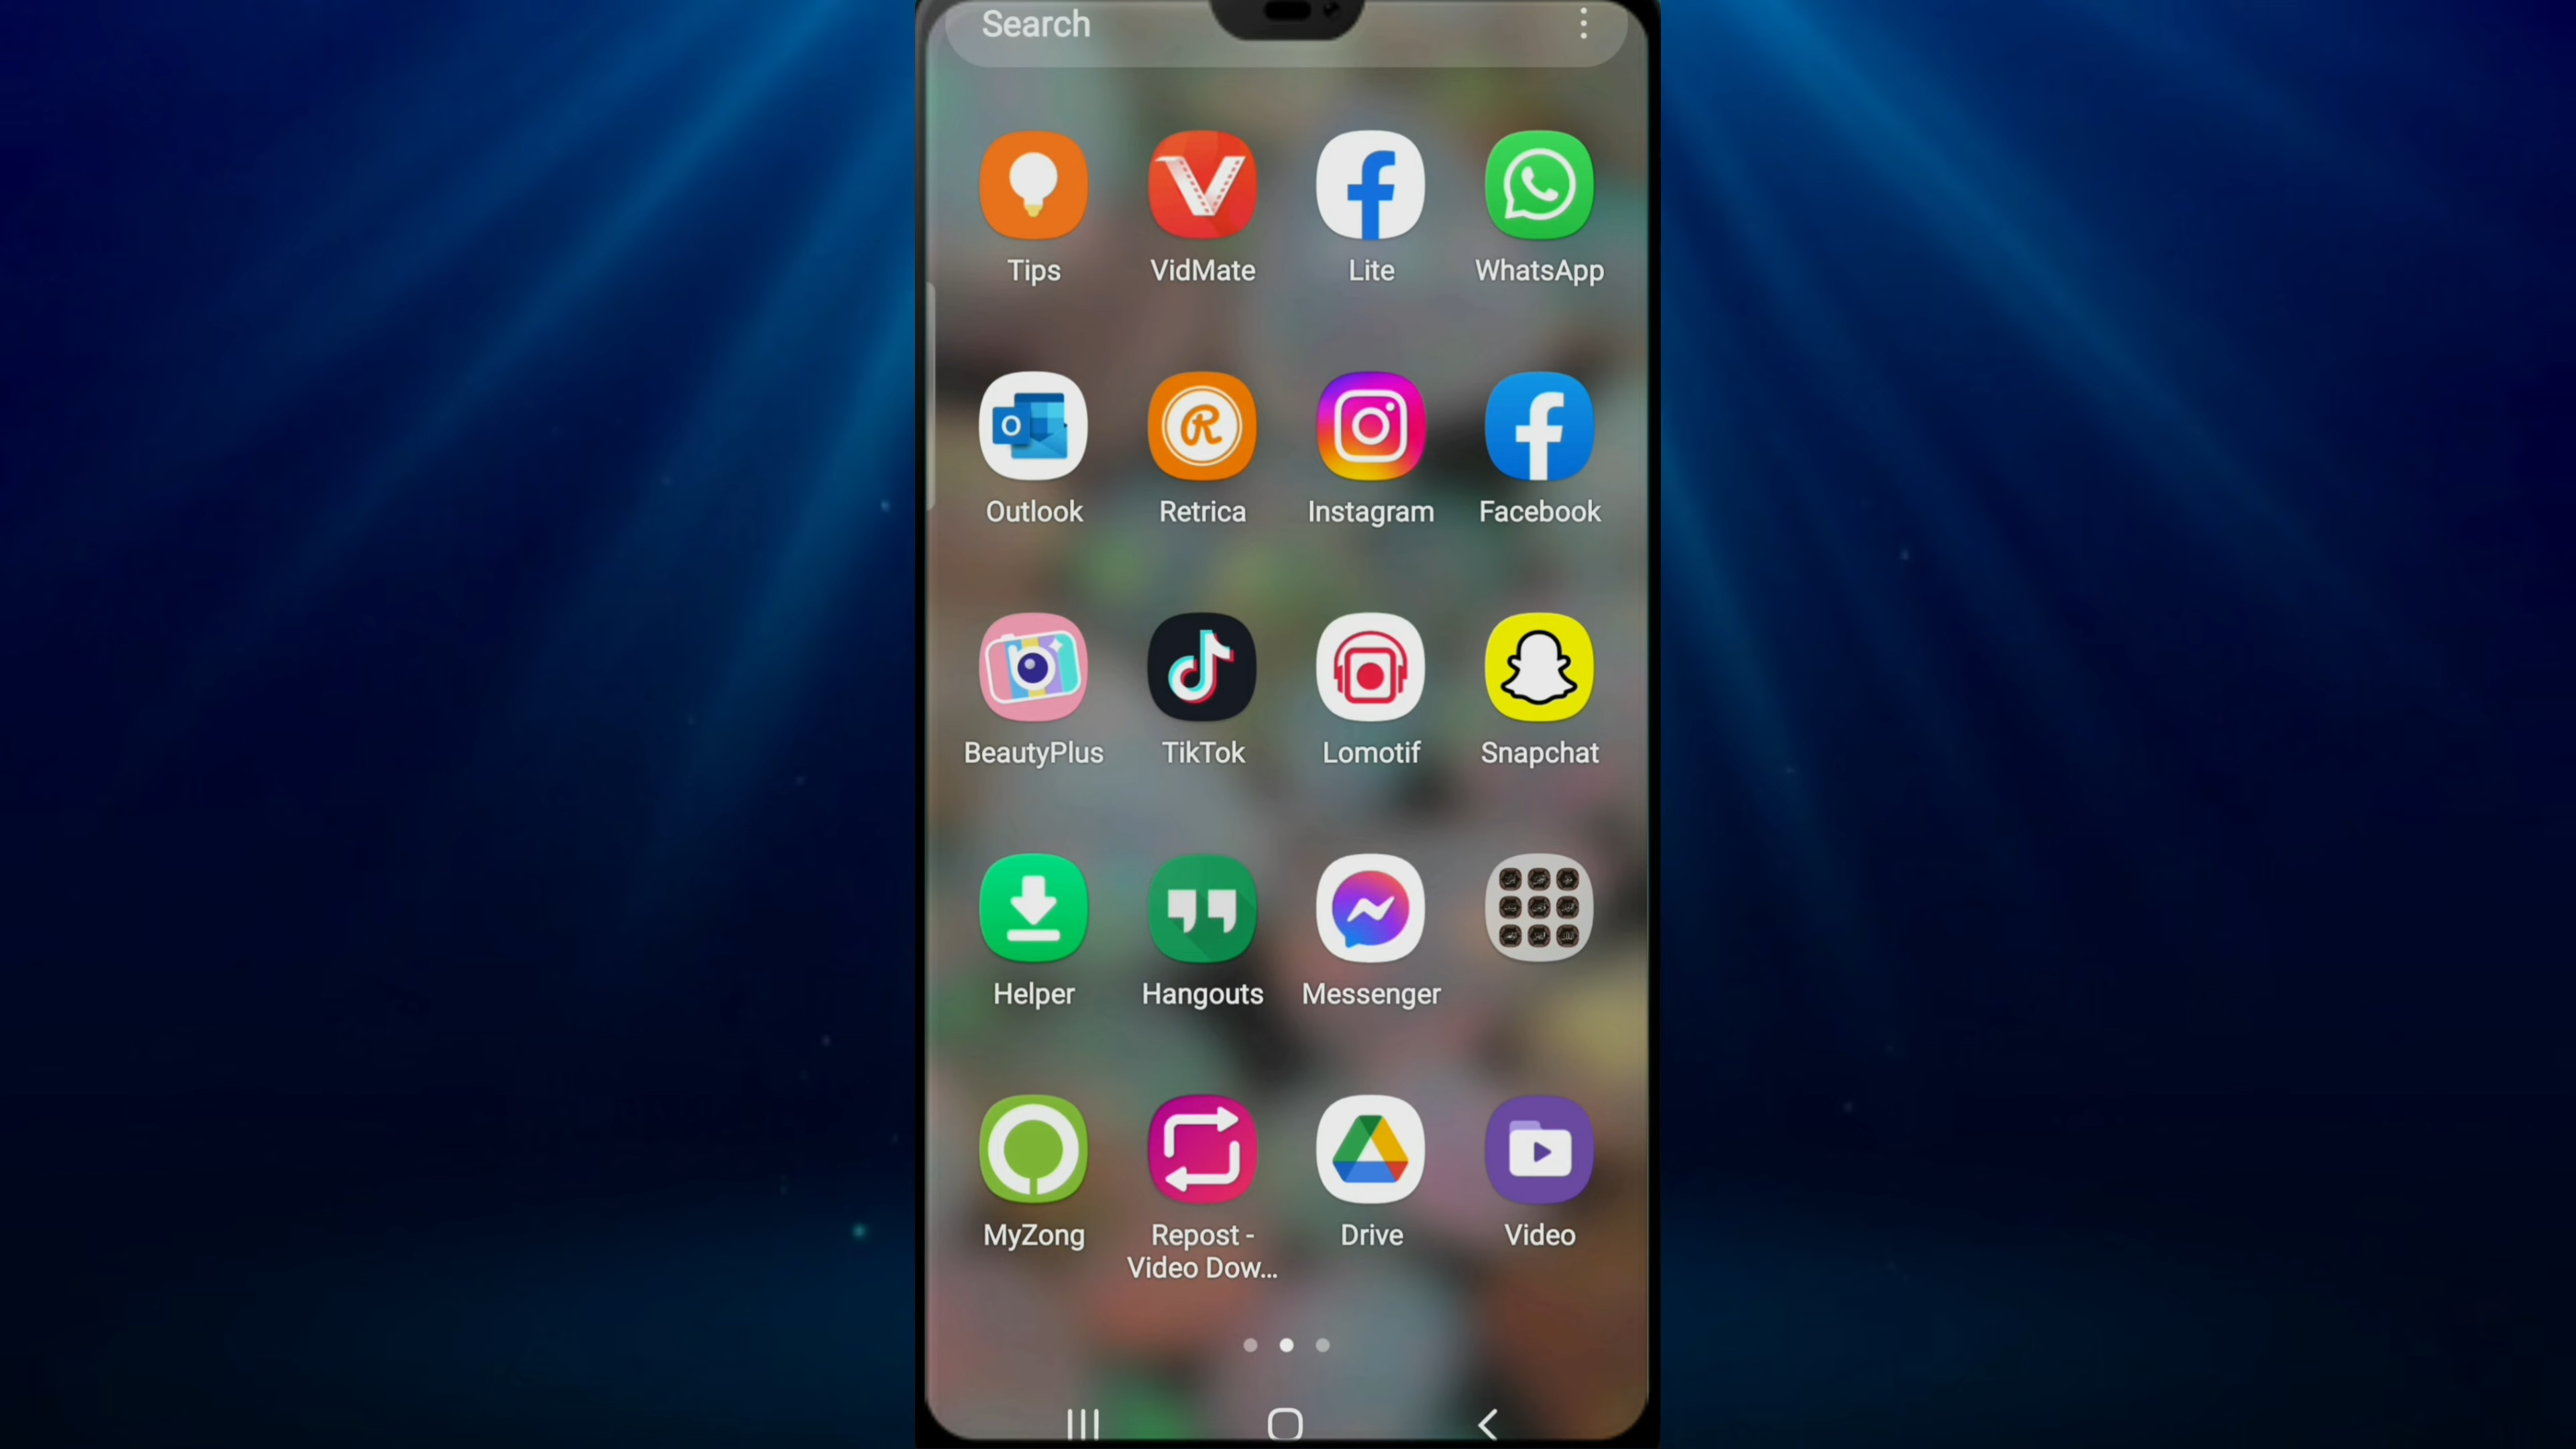 Search
Tips VidMate Lite WhatsApp
Outlook Retrica Instagram Facebook
BeautyPlus TikTok Lomotif Snapchat
Helper Hangouts Messenger
MyZong Repost - Drive Video
Video Dow...